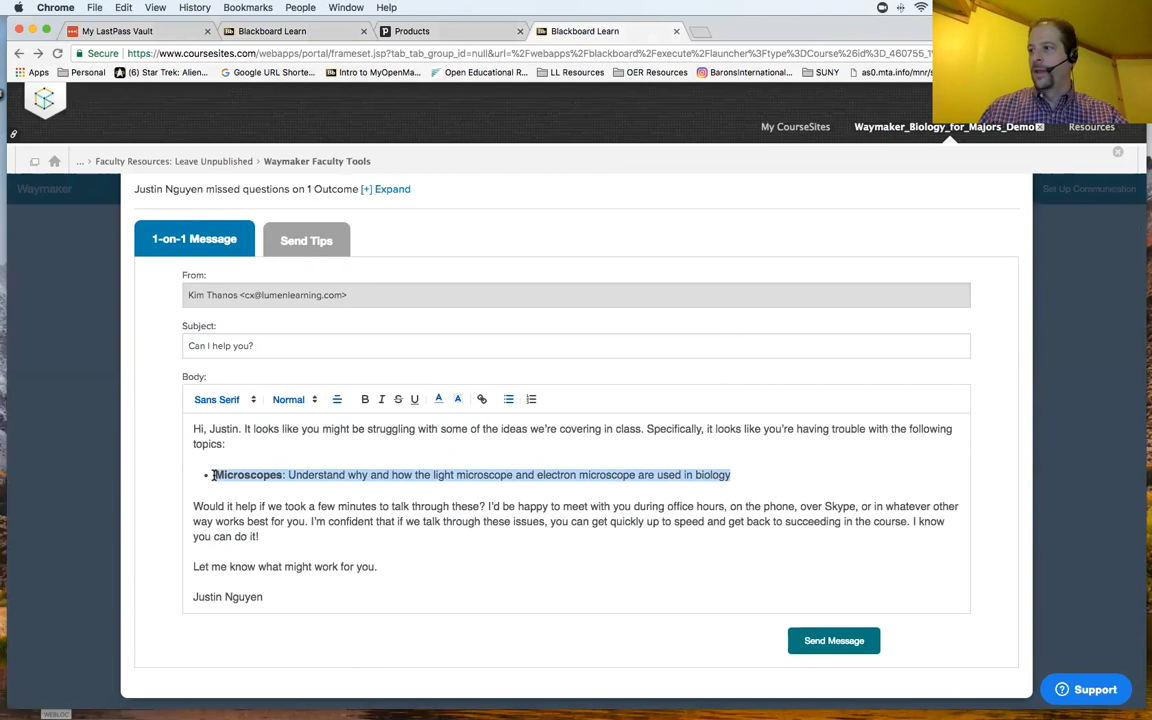 Chrome File Edit View History Bookmarks People Window Help
My LastPass Vault
Blackboard Learn
Products
Blackboard Learn
Secure https://www.coursesites.com/webapps/portal/frameset.jsp?tab_tab_group_id=null&url=%2Fwebapps%2Fblackboard%2Fexecute%2Flauncher%3Ftype%3DCourse%26id%3D_460755_1%
Apps Personal (6) Star Trek: Alien... Google URL Shorte... Intro to MyOpenMa... Open Educational R... LL Resources OER Resources BaronsInternational... SUNY as0.mta.info/mnr/s
My CourseSites Waymaker_Biology_for_Majors_Demo Resources
... > Faculty Resources: Leave Unpublished > Waymaker Faculty Tools
Waymaker
Set Up Communication
Justin Nguyen missed questions on 1 Outcome [+] Expand
1-on-1 Message
Send Tips
From:
Kim Thanos <cx@lumenlearning.com>
Subject:
Can I help you?
Body:
Sans Serif Normal B I S U A A
Hi, Justin. It looks like you might be struggling with some of the ideas we're covering in class. Specifically, it looks like you're having trouble with the following
topics:
• Microscopes: Understand why and how the light microscope and electron microscope are used in biology
Would it help if we took a few minutes to talk through these? I'd be happy to meet with you during office hours, on the phone, over Skype, or in whatever other
way works best for you. I'm confident that if we talk through these issues, you can get quickly up to speed and get back to succeeding in the course. I know
you can do it!
Let me know what might work for you.
Justin Nguyen
Send Message
Support
WEBLOC